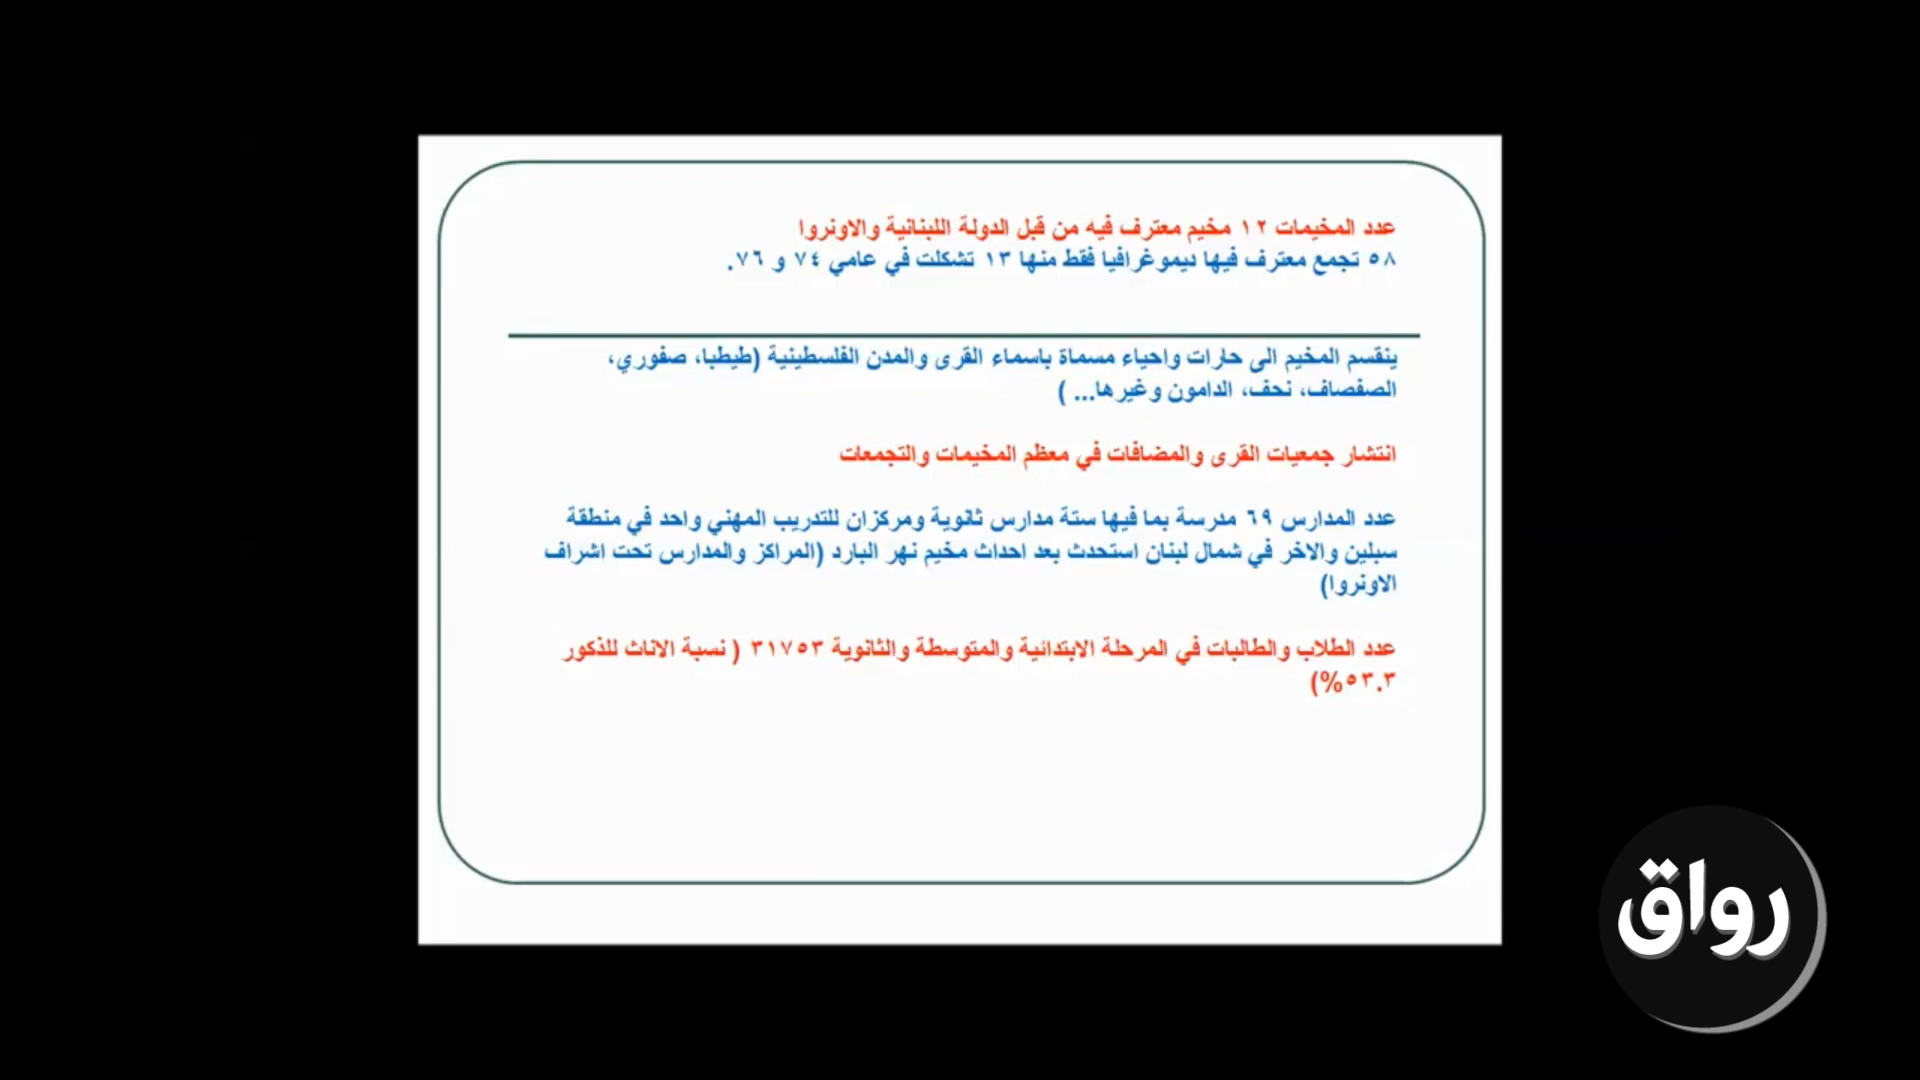 عدد المخيمات ١٢ مخيم معترف فيه من قبل الدولة اللبنانية والاونروا
٥٨ تجمع معترف فيها ديموغرافيا فقط منها ١٣ تشكلت في عامي ٧٤ و ٧٦.
ينقسم المخيم الى حارات واحياء مسماة باسماء القرى والمدن الفلسطينية (طيطبا، صفوري،
الصفصاف، نحف، الدامون وغيرها... )
انتشار جمعيات القرى والمضافات في معظم المخيمات والتجمعات
عدد المدارس ٦٩ مدرسة بما فيها ستة مدارس ثانوية ومركزان للتدريب المهني واحد في منطقة
سبلين والاخر في شمال لبنان استحدث بعد احداث مخيم نهر البارد (المراكز والمدارس تحت اشراف
الاونروا)
عدد الطلاب والطالبات في المرحلة الابتدائية والمتوسطة والثانوية ٣١٧٥٣ ( نسبة الاناث للذكور
٥٣.٣%)
رواق